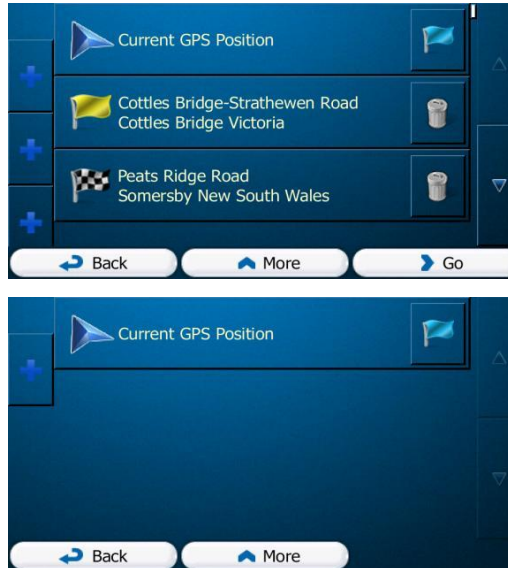 Current GPS Position
Cottles Bridge-Strathewen Road
Cottles Bridge Victoria
Peats Ridge Road
Somersby New South Wales
Back
More
Go
Current GPS Position
Back
More